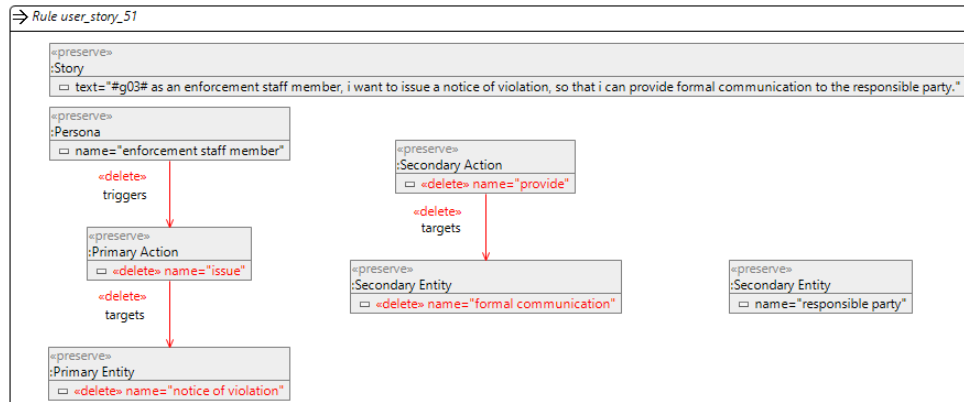 Rule user_story_51
«preserve»
:Story
text="#g03# as an enforcement staff member, i want to issue a notice of violation, so that i can provide formal communication to the responsible party."
«preserve»
:Persona
name="enforcement staff member"
«delete»
triggers
«preserve»
:Primary Action
«delete» name="issue"
«delete»
targets
«preserve»
:Primary Entity
«delete» name="notice of violation"
«preserve»
:Secondary Action
«delete» name="provide"
«delete»
targets
«preserve»
:Secondary Entity
«delete» name="formal communication"
«preserve»
:Secondary Entity
name="responsible party"